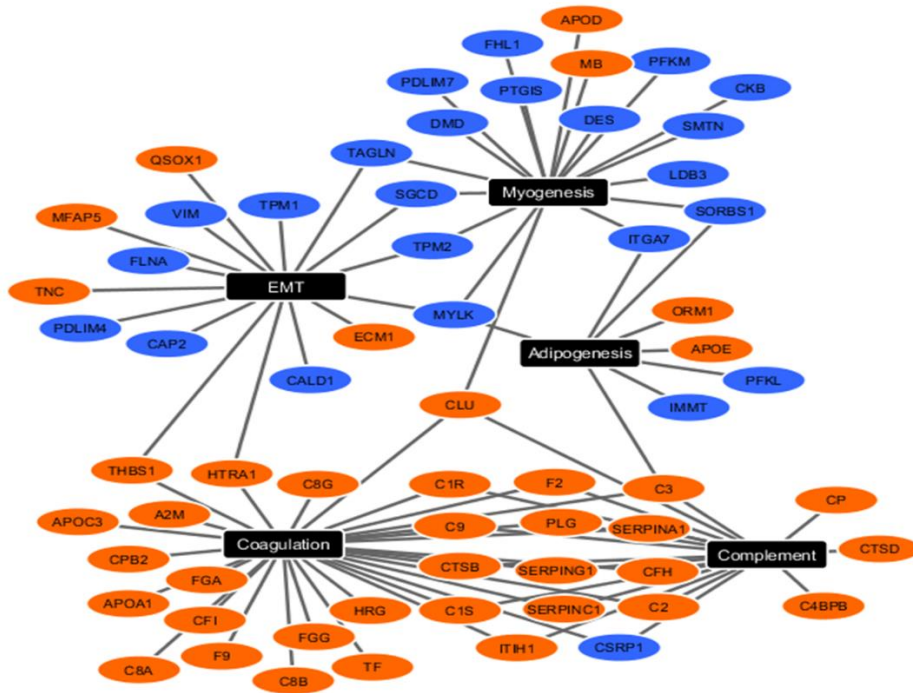 APOD
FHL1
MB
PFKM
PDLIM7
PTGIS
CKB
DMD
DES
SMTN
QSOX1
TAGLN
LDB3
SGCD
Myogenesis
MFAP5
VIM
TPM1
SORBS1
TPM2
ITGA7
FLNA
TNC
EMT
PDLIM4
MYLK
ORM1
CAP2
ECM1
Adipogenesis
APOE
CALD1
PFKL
IMMT
CLU
THBS1
HTRA1
C8G
C1R
F2
C3
CP
APOC3
A2M
C9
PLG
SERPINA1
Coagulation
Complement
CTSD
CPB2
CTSB
SERPING1
CFH
FGA
APOA1
HRG
C1S
SERPINC1
C2
C4BPB
CFI
FGG
ITIH1
CSRP1
C8A
F9
C8B
TF